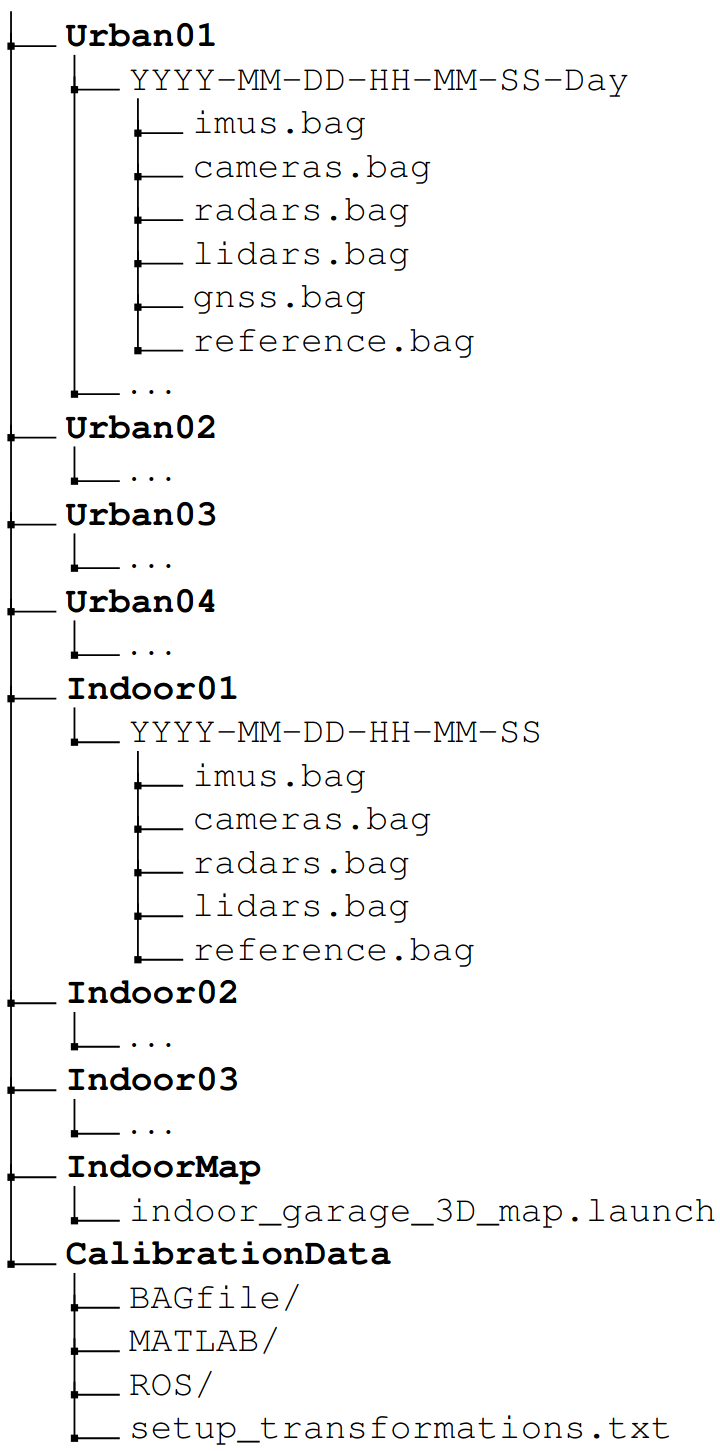 Urban01
YYYY-MM-DD-HH-MM-SS-Day
imus.bag
cameras.bag
radars.bag
lidars.bag
gnss.bag
reference.bag
...
Urban02
...
Urban03
...
Urban04
...
Indoor01
YYYY-MM-DD-HH-MM-SS
imus.bag
cameras.bag
radars.bag
lidars.bag
reference.bag
Indoor02
...
Indoor03
...
IndoorMap
indoor_garage_3D_map.launch
CalibrationData
BAGfile/
MATLAB/
ROS/
setup_transformations.txt